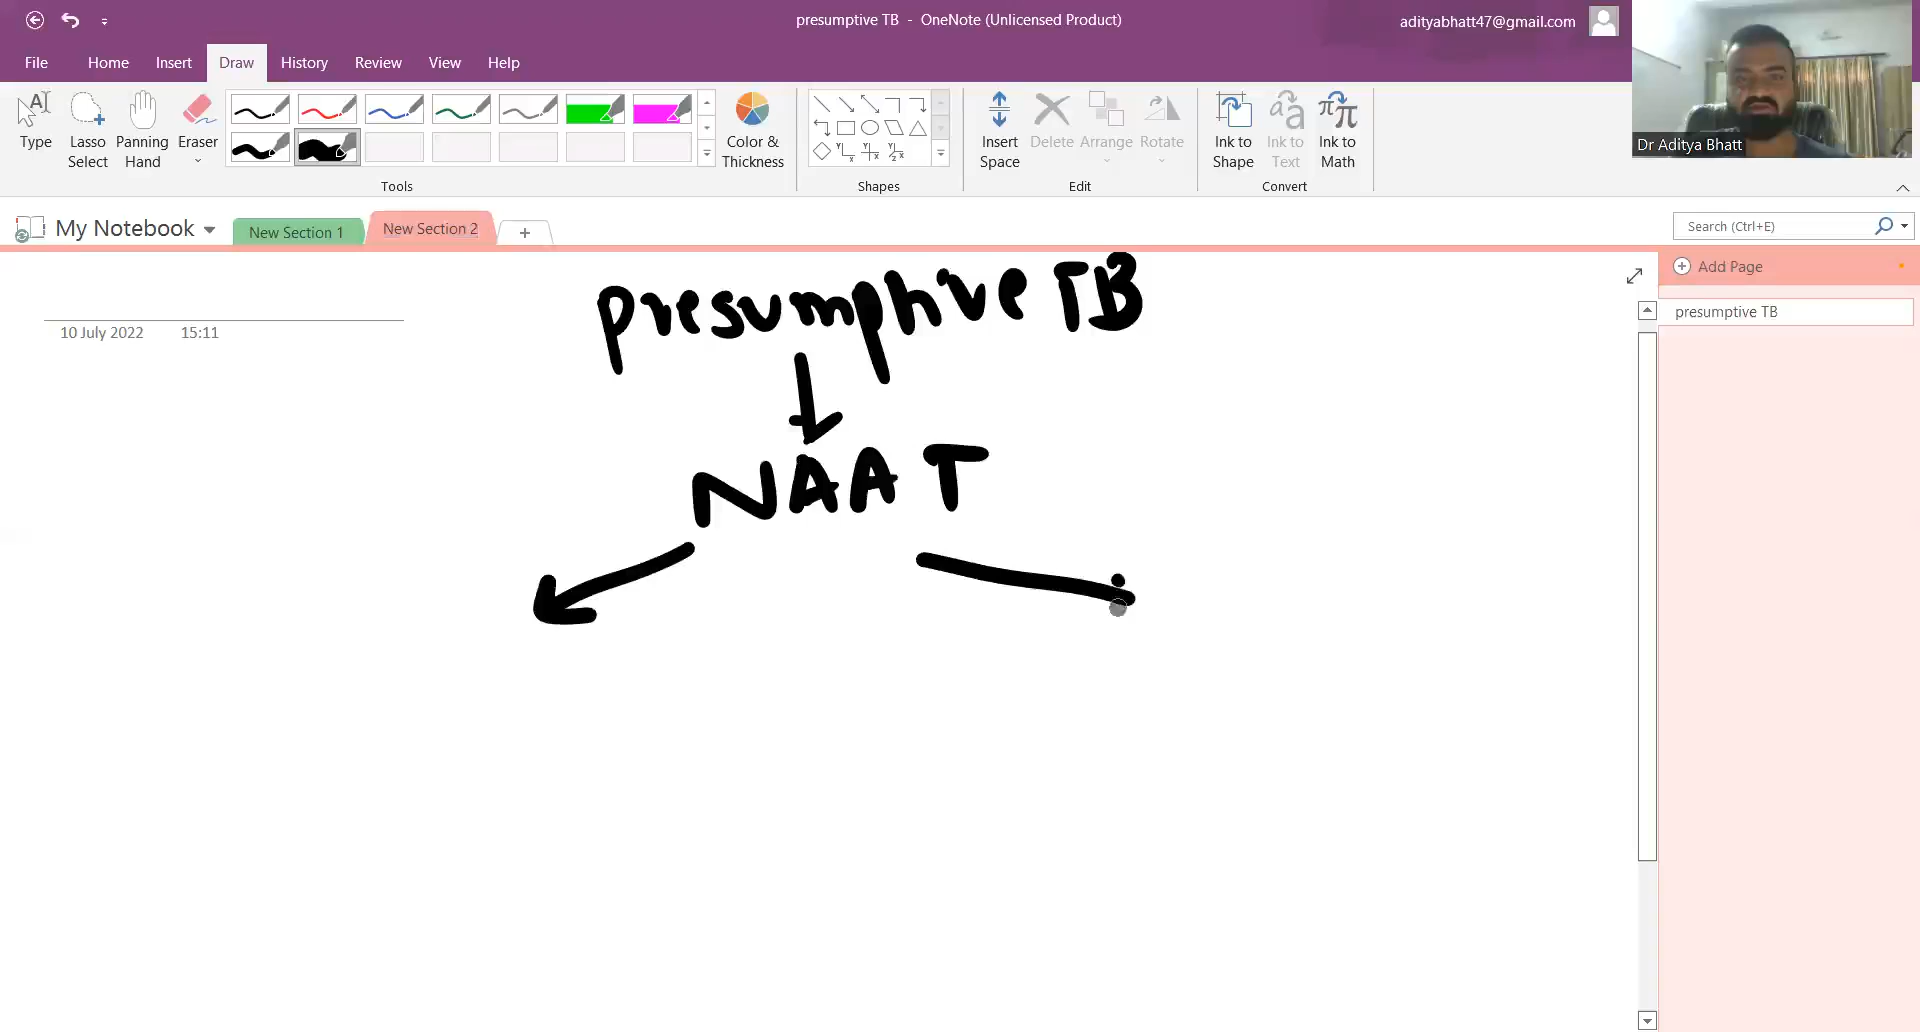 presumptive TB - OneNote (Unlicensed Product)
adityabhatt47@gmail.com
File Home Insert Draw History Review View Help
Type
Lasso Select
Panning Hand
Eraser
Color & Thickness
Insert Space
Delete
Arrange
Rotate
Ink to Shape
Ink to Text
Ink to Math
Dr Aditya Bhatt
Tools Shapes Edit Convert
My Notebook New Section 1 New Section 2
Search (Ctrl+E)
Add Page
presumptive TB
10 July 2022 15:11
presumptive TB
NAAT